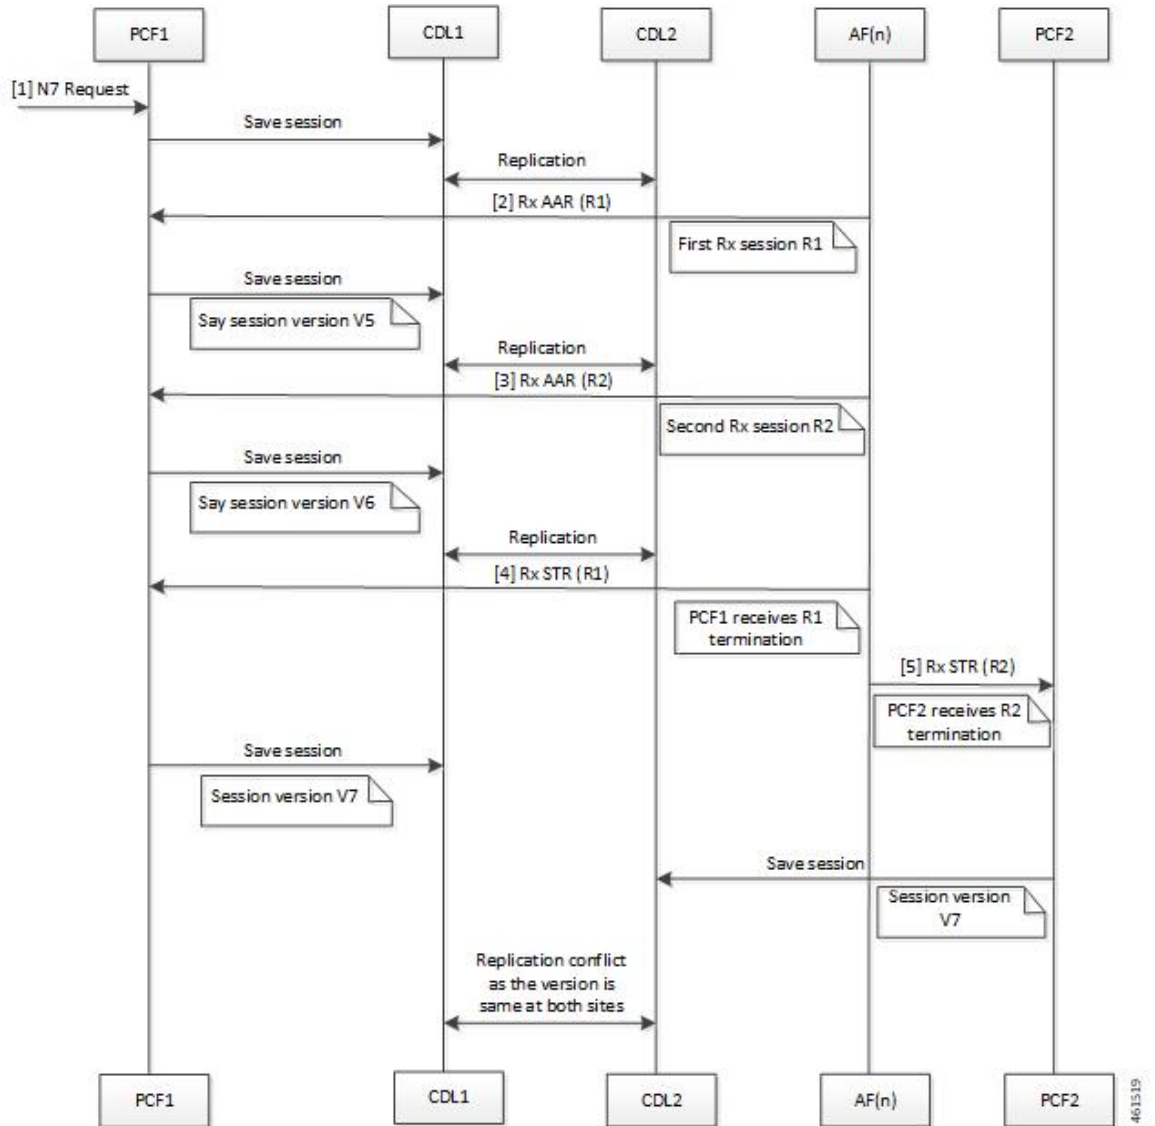 PCF1
CDL1
CDL2
AF(n)
PCF2
[1] N7 Request
Save session
Replication
[2] Rx AAR (R1)
First Rx session R1
Save session
Say session version V5
Replication
[3] Rx AAR (R2)
Second Rx session R2
Save session
Say session version V6
Replication
[4] Rx STR (R1)
PCF1 receives R1
termination
[5] Rx STR (R2)
PCF2 receives R2
termination
Save session
Session version V7
Save session
Session version
V7
Replication conflict
as the version is
same at both sites
PCF1
CDL1
CDL2
AF(n)
PCF2
461519